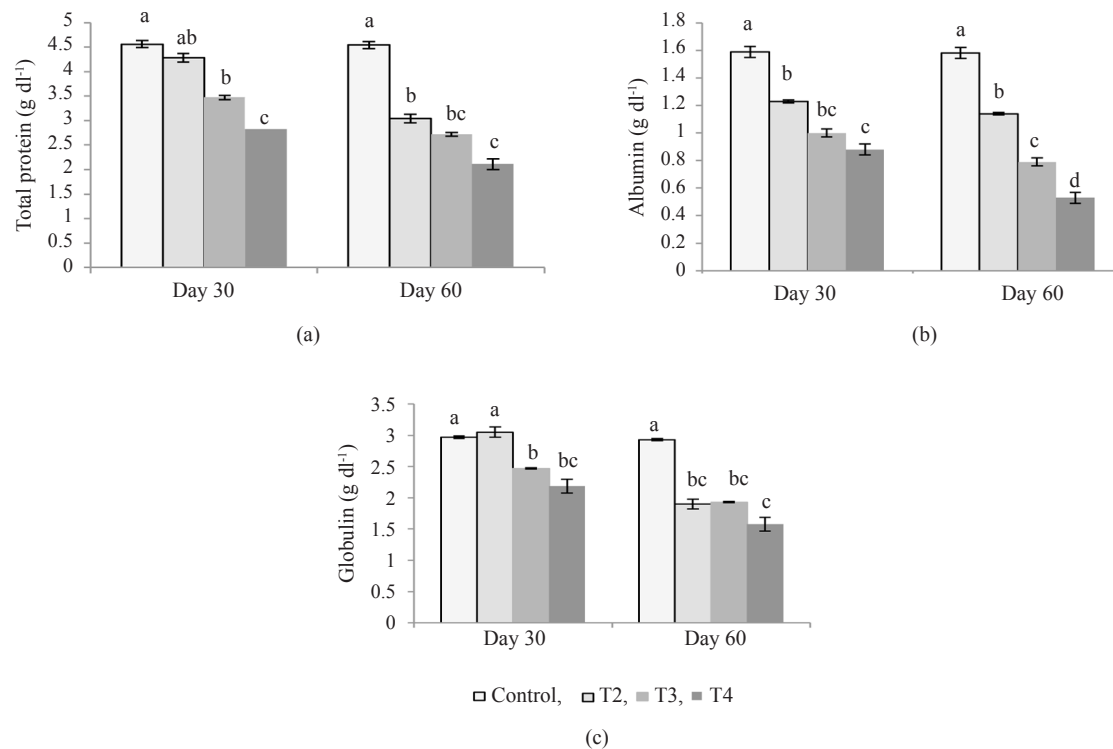 Total protein (g dl⁻¹)
5
4.5
4
3.5
3
2.5
2
1.5
1
0.5
0
a
ab
b
c
a
b
bc
c
Day 30
Day 60
(a)
Albumin (g dl⁻¹)
1.8
1.6
1.4
1.2
1
0.8
0.6
0.4
0.2
0
a
b
bc
c
a
b
c
d
Day 30
Day 60
(b)
Globulin (g dl⁻¹)
3.5
3
2.5
2
1.5
1
0.5
0
a
a
b
bc
a
bc
bc
c
Day 30
Day 60
Control, T2, T3, T4
(c)